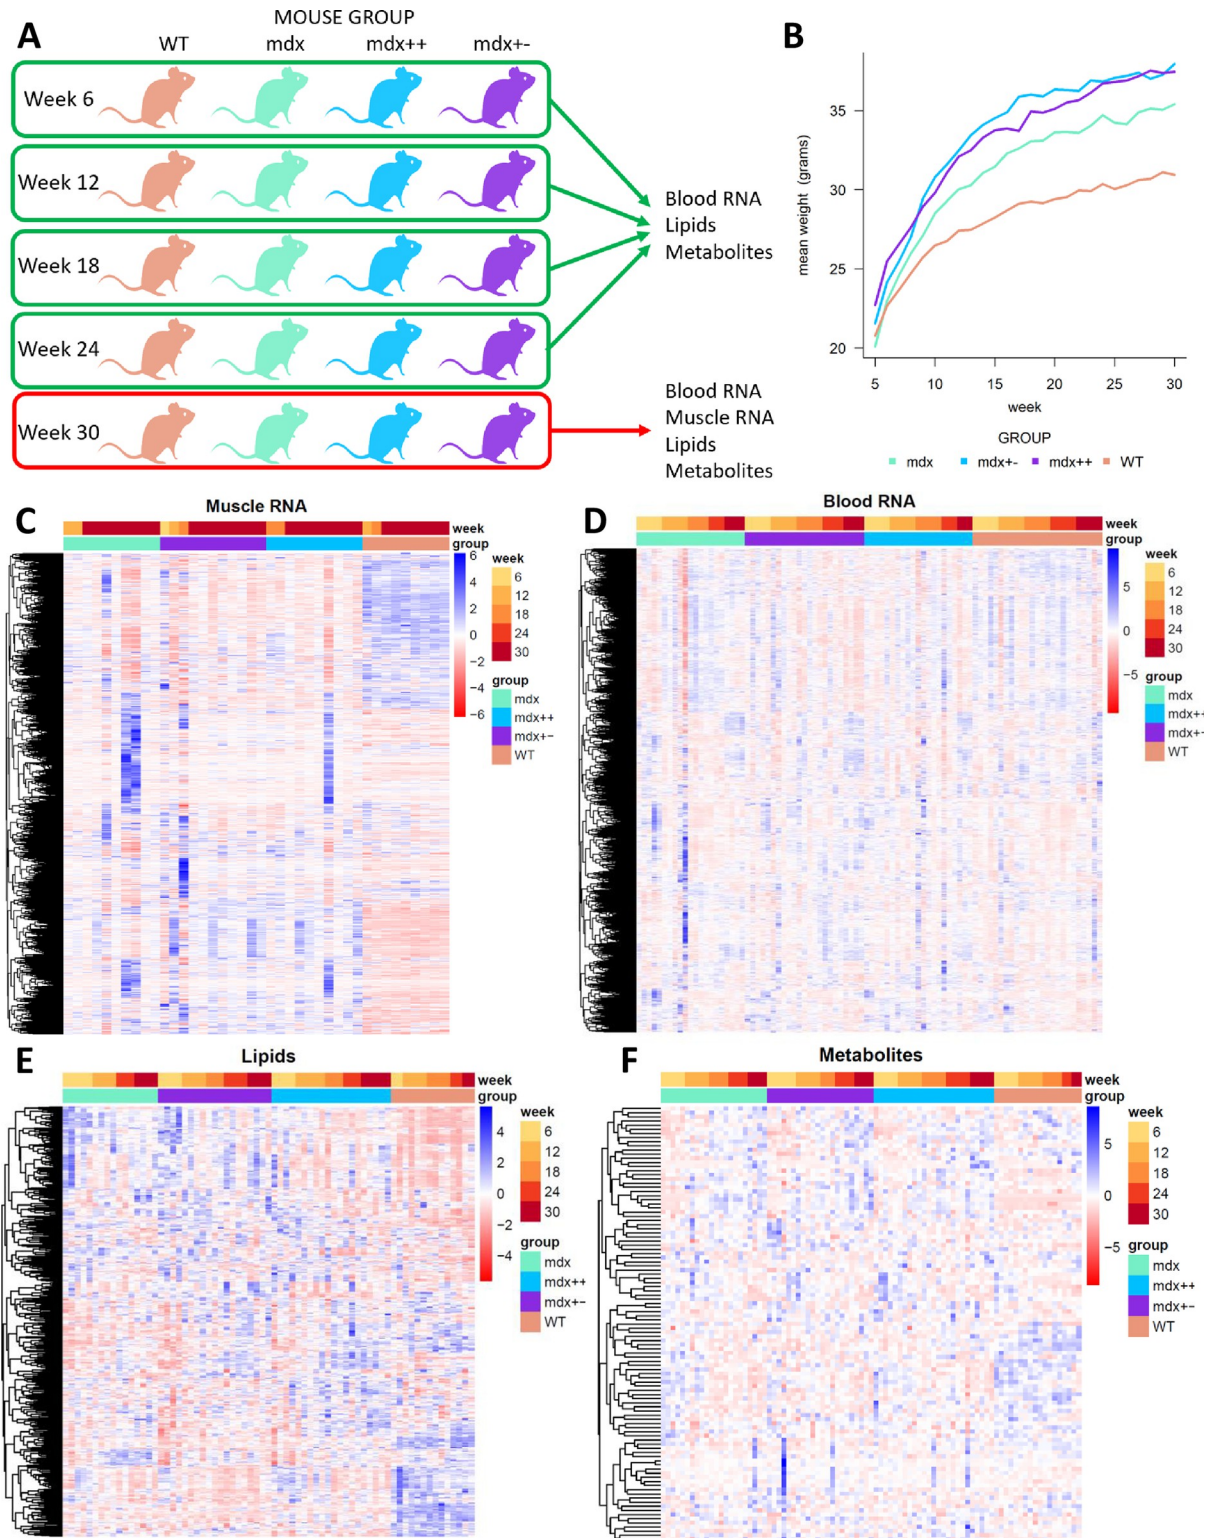 A
MOUSE GROUP
WT mdx mdx++ mdx+-
Week 6
Week 12
Week 18
Week 24
Week 30
Blood RNA
Lipids
Metabolites
Blood RNA
Muscle RNA
Lipids
Metabolites
B
mean weight (grams)
35
30
25
20
5 10 15 20 25 30
week
GROUP
mdx mdx+- mdx++ WT
C
Muscle RNA
week
group
6
4
2
0
−2
−4
−6
week
6
12
18
24
30
group
mdx
mdx++
mdx+−
WT
D
Blood RNA
week
group
5
0
−5
week
6
12
18
24
30
group
mdx
mdx+
mdx+-
WT
E
Lipids
week
group
4
2
0
−2
−4
week
6
12
18
24
30
group
mdx
mdx++
mdx+−
WT
F
Metabolites
week
group
5
0
−5
week
6
12
18
24
30
group
mdx
mdx++
mdx+−
WT